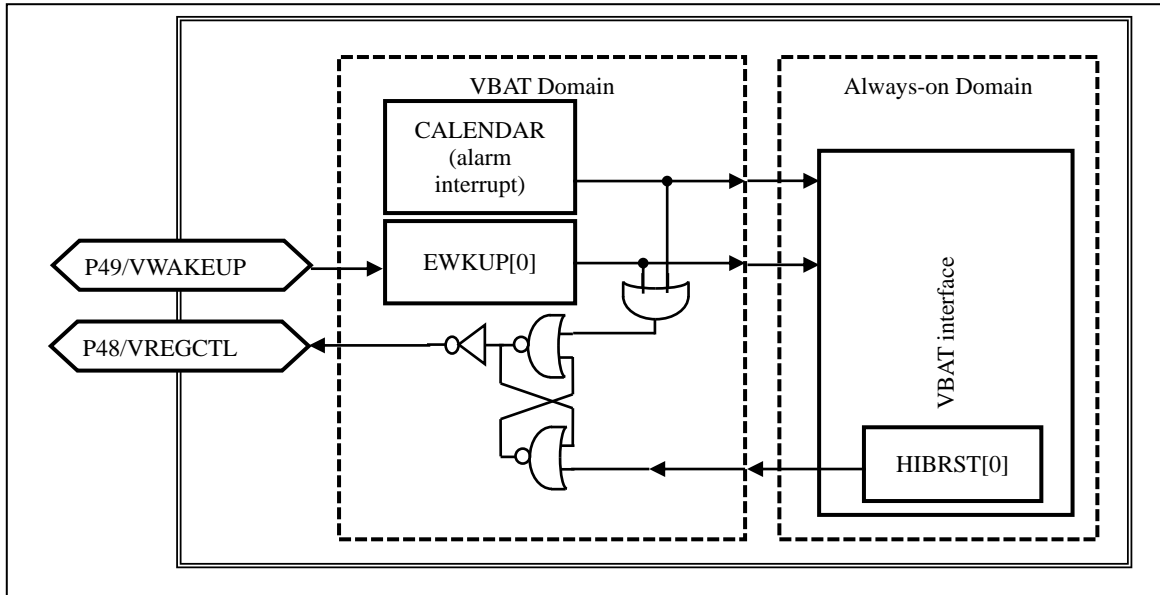 VBAT Domain
Always-on Domain
CALENDAR
(alarm
interrupt)
P49/VWAKEUP
EWKUP[0]
P48/VREGCTL
VBAT interface
HIBRST[0]